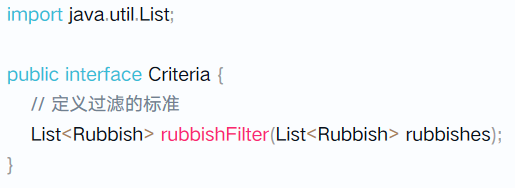 import java.util.List;
public interface Criteria {
// 定义过滤的标准
List<Rubbish> rubbishFilter(List<Rubbish> rubbishes);
}